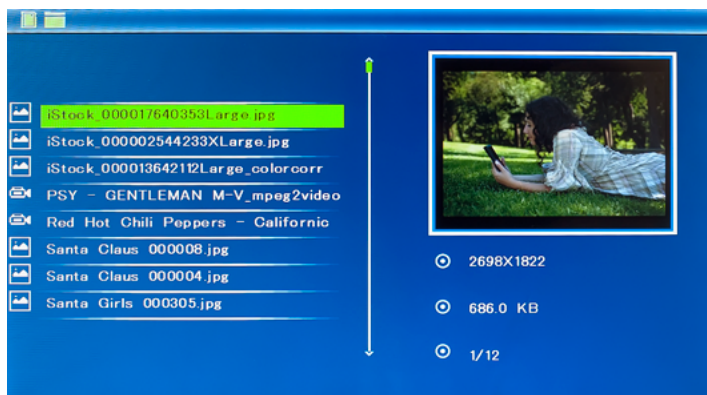 iStock_000017640353Large.jpg
iStock_000002544233XLarge.jpg
iStock_000013642112Large_colorcorr
PSY - GENTLEMAN M-V_mpeg2video
Red Hot Chili Peppers - Californic
Santa Claus 000008.jpg
Santa Claus 000004.jpg
Santa Girls 000305.jpg
2698X1822
686.0 KB
1/12